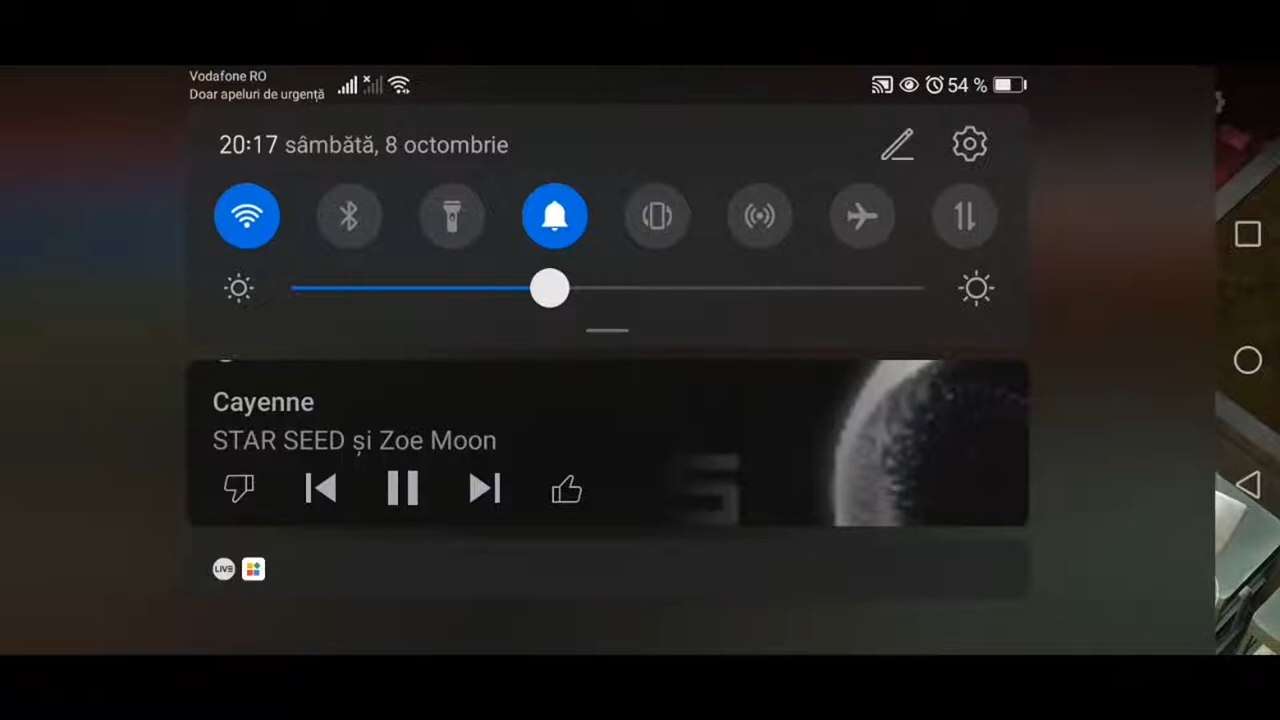 Vodafone RO
Doar apeluri de urgență
54 %
20:17 sâmbătă, 8 octombrie
Cayenne
STAR SEED și Zoe Moon
S
LIVE